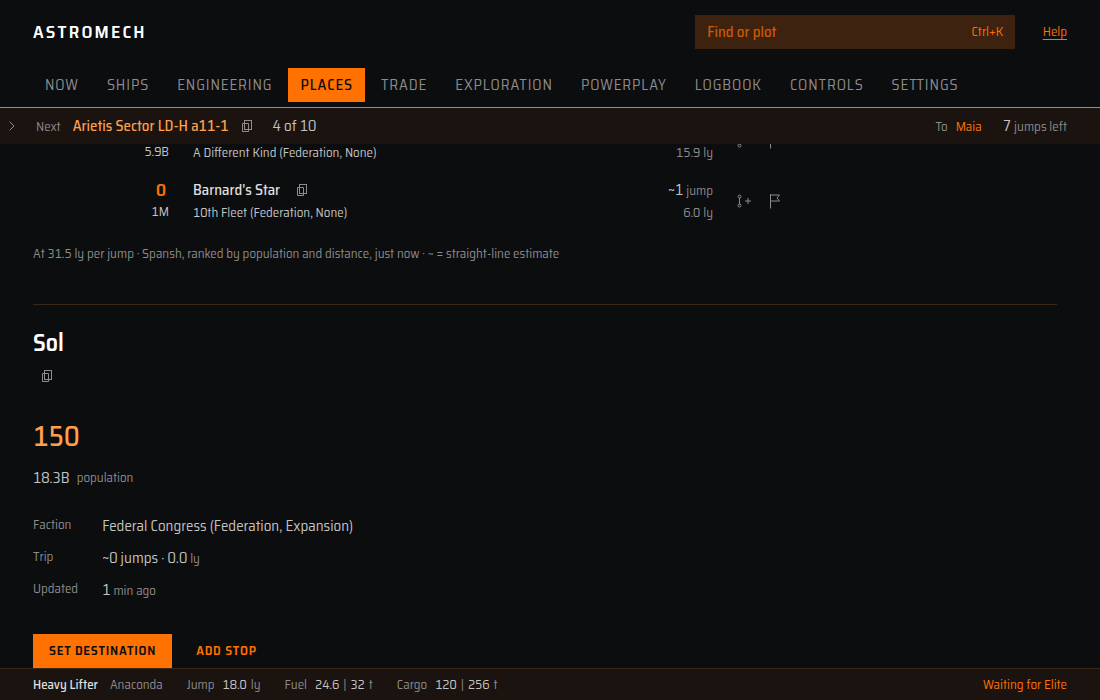 ASTROMECH
Find or plot Ctrl+K
Help
NOW SHIPS ENGINEERING PLACES TRADE EXPLORATION POWERPLAY LOGBOOK CONTROLS SETTINGS
Next Arietis Sector LD-H a11-1 4 of 10 To Maia 7 jumps left
5.9B A Different Kind (Federation, None) 15.9 ly
0 Barnard's Star ~1 jump
1M 10th Fleet (Federation, None) 6.0 ly
At 31.5 ly per jump · Spansh, ranked by population and distance, just now · ~ = straight-line estimate
Sol
150
18.3B population
Faction Federal Congress (Federation, Expansion)
Trip ~0 jumps · 0.0 ly
Updated 1 min ago
SET DESTINATION ADD STOP
Heavy Lifter Anaconda Jump 18.0 ly Fuel 24.6 | 32 t Cargo 120 | 256 t Waiting for Elite